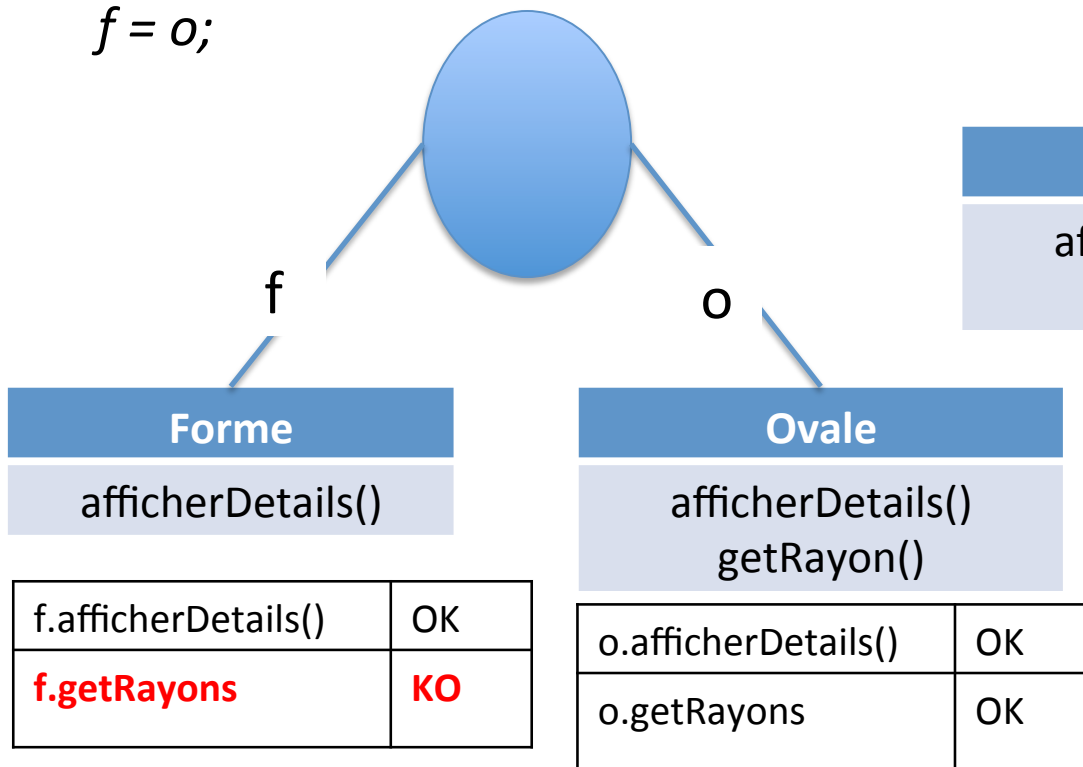 f = o;
f
o
af
Forme
afficherDetails()
Ovale
afficherDetails()
getRayon()
f.afficherDetails() OK
f.getRayons KO
o.afficherDetails() OK
o.getRayons OK